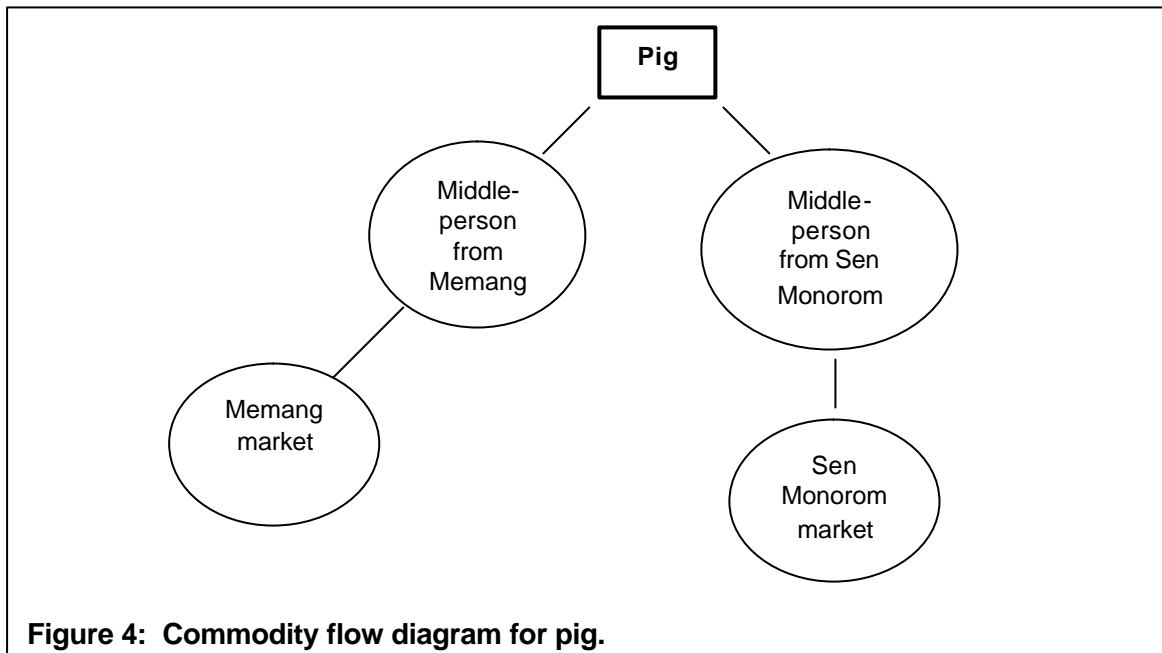 Pig
Middle-
person
from
Memang
Middle-
person
from Sen
Monorom
Memang
market
Sen
Monorom
market
Figure 4: Commodity flow diagram for pig.